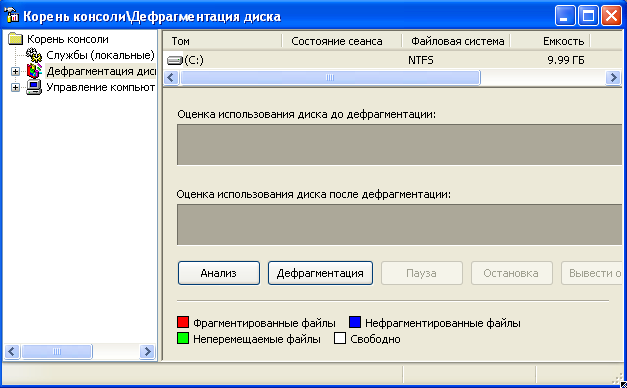 Корень консоли\Дефрагментация диска
Корень консоли
Службы (локальные)
Дефрагментация дис
Управление компьют
Том Состояние сеанса Файловая система Емкость
(C:) NTFS 9.99 ГБ
Оценка использования диска до дефрагментации:
Оценка использования диска после дефрагментации:
Анализ Дефрагментация Пауза Остановка Вывести о
Фрагментированные файлы Нефрагментированные файлы
Неперемещаемые файлы Свободно